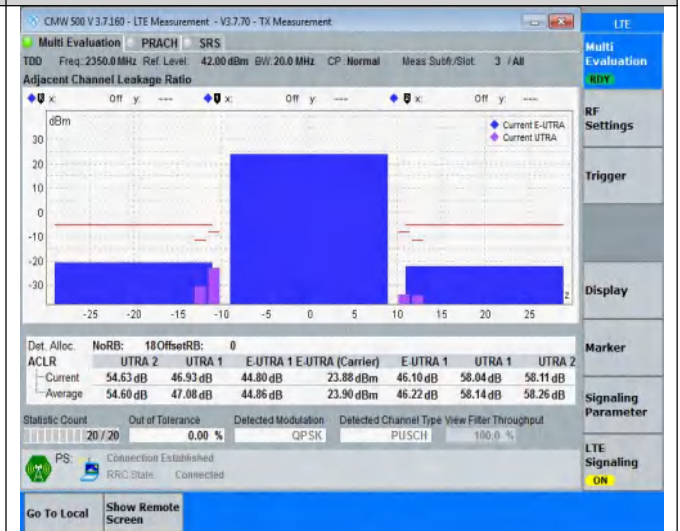 CMW 500 V 3.7.160 - LTE Measurement - V3.7.70 - TX Measurement
LTE
Multi Evaluation PRACH SRS
Multi Evaluation
RDY
TDD Freq.: 2350.0 MHz Ref. Level: 42.00 dBm BW: 20.0 MHz CP: Normal Meas Subfr./Slot: 3 / All
Adjacent Channel Leakage Ratio
x: Off y: --- x: Off y: --- x: Off y: ---
dBm
Current E-UTRA
Current UTRA
RF Settings
30
20
10
0
-10
-20
-30
Trigger
Display
-25 -20 -15 -10 -5 0 5 10 15 20 25
Det. Alloc. NoRB: 18 OffsetRB: 0
Marker
ACLR UTRA 2 UTRA 1 E-UTRA 1 E-UTRA (Carrier) E-UTRA 1 UTRA 1 UTRA 2
Current 54.63 dB 46.93 dB 44.80 dB 23.88 dBm 46.10 dB 58.04 dB 58.11 dB
Average 54.60 dB 47.08 dB 44.86 dB 23.90 dBm 46.22 dB 58.14 dB 58.26 dB
Signaling Parameter
Statistic Count Out of Tolerance Detected Modulation Detected Channel Type View Filter Throughput
20 / 20 0.00 % QPSK PUSCH 100.0 %
PS: Connection Established
RRC State: Connected
LTE Signaling
ON
Go To Local Show Remote Screen